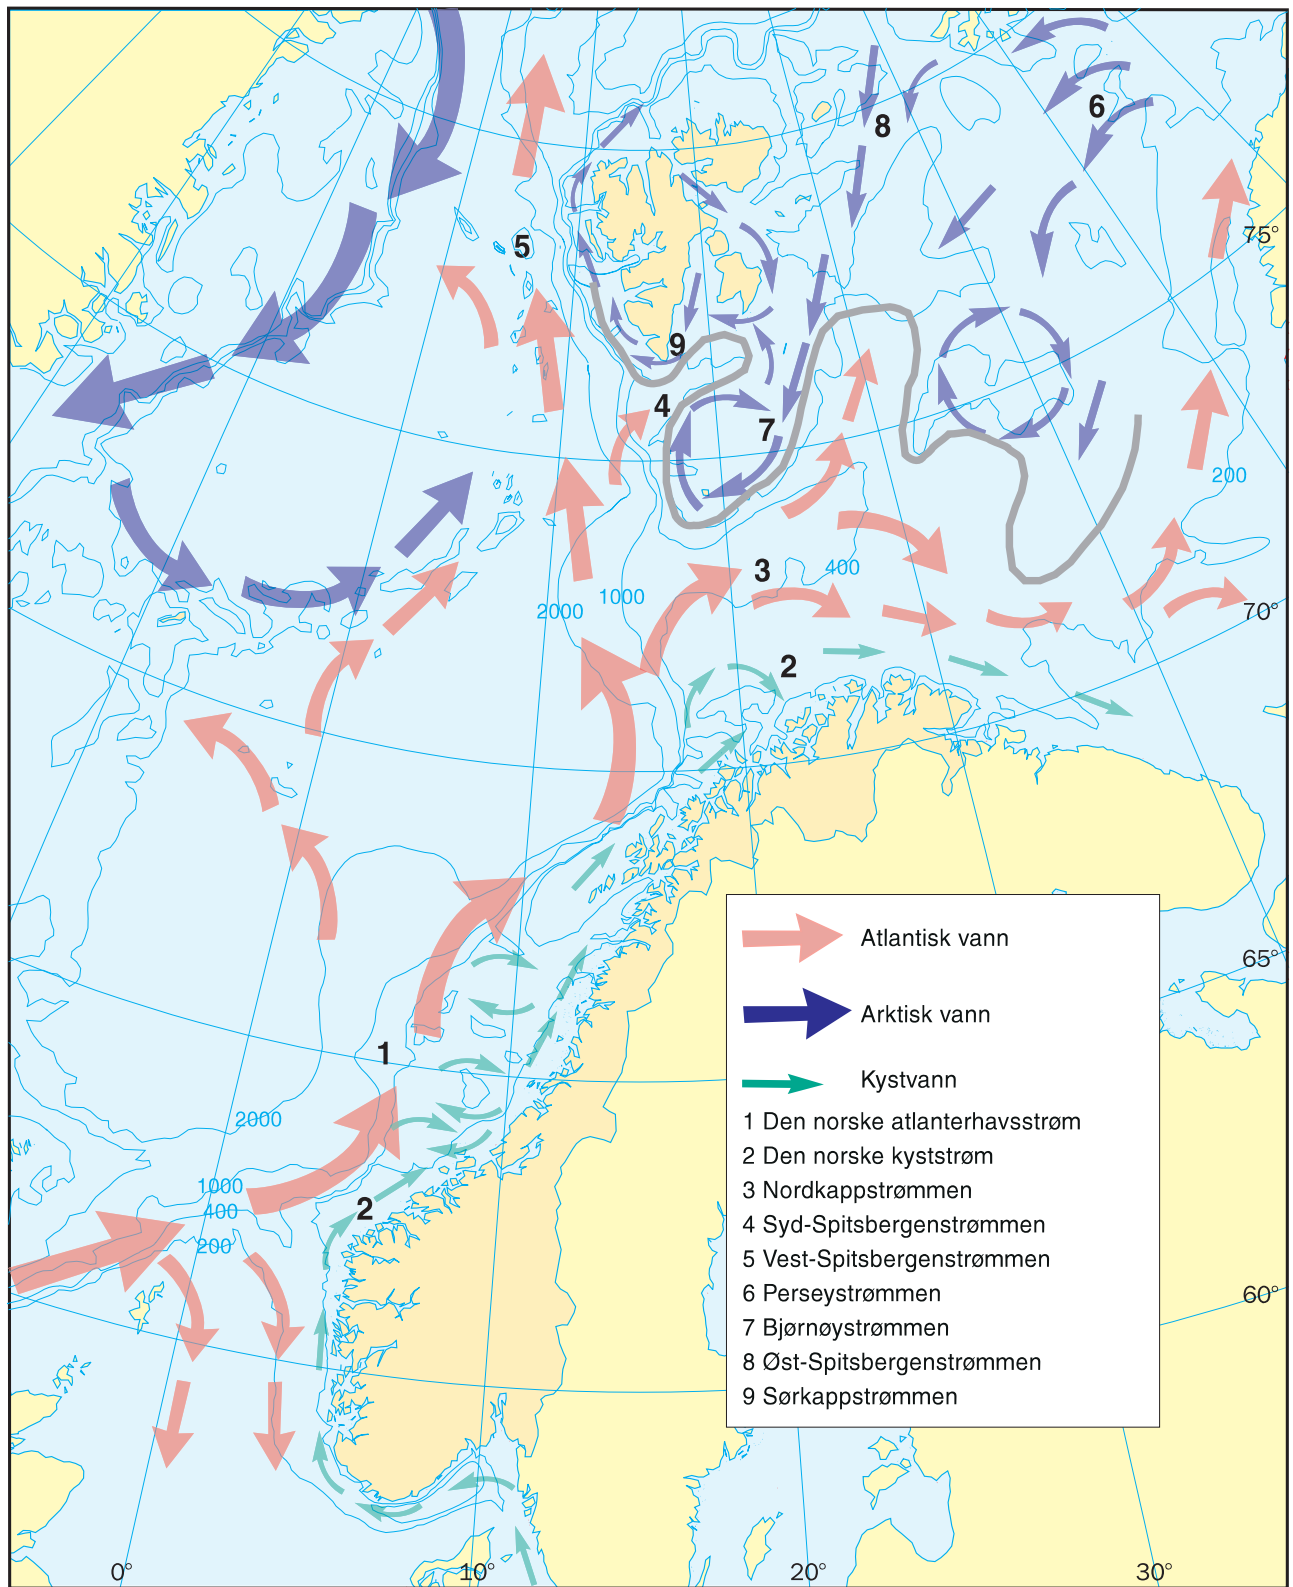 6
8
5
75°
9
4
7
200
3
400
1000
2000
70°
2
Atlantisk vann
65°
Arktisk vann
1
Kystvann
2000
1 Den norske atlanterhavsstrøm
2 Den norske kyststrøm
1000
3 Nordkappstrømmen
400
2
4 Syd-Spitsbergenstrømmen
200
5 Vest-Spitsbergenstrømmen
6 Perseystrømmen
60°
7 Bjørnøystrømmen
8 Øst-Spitsbergenstrømmen
9 Sørkappstrømmen
0°
10°
20°
30°